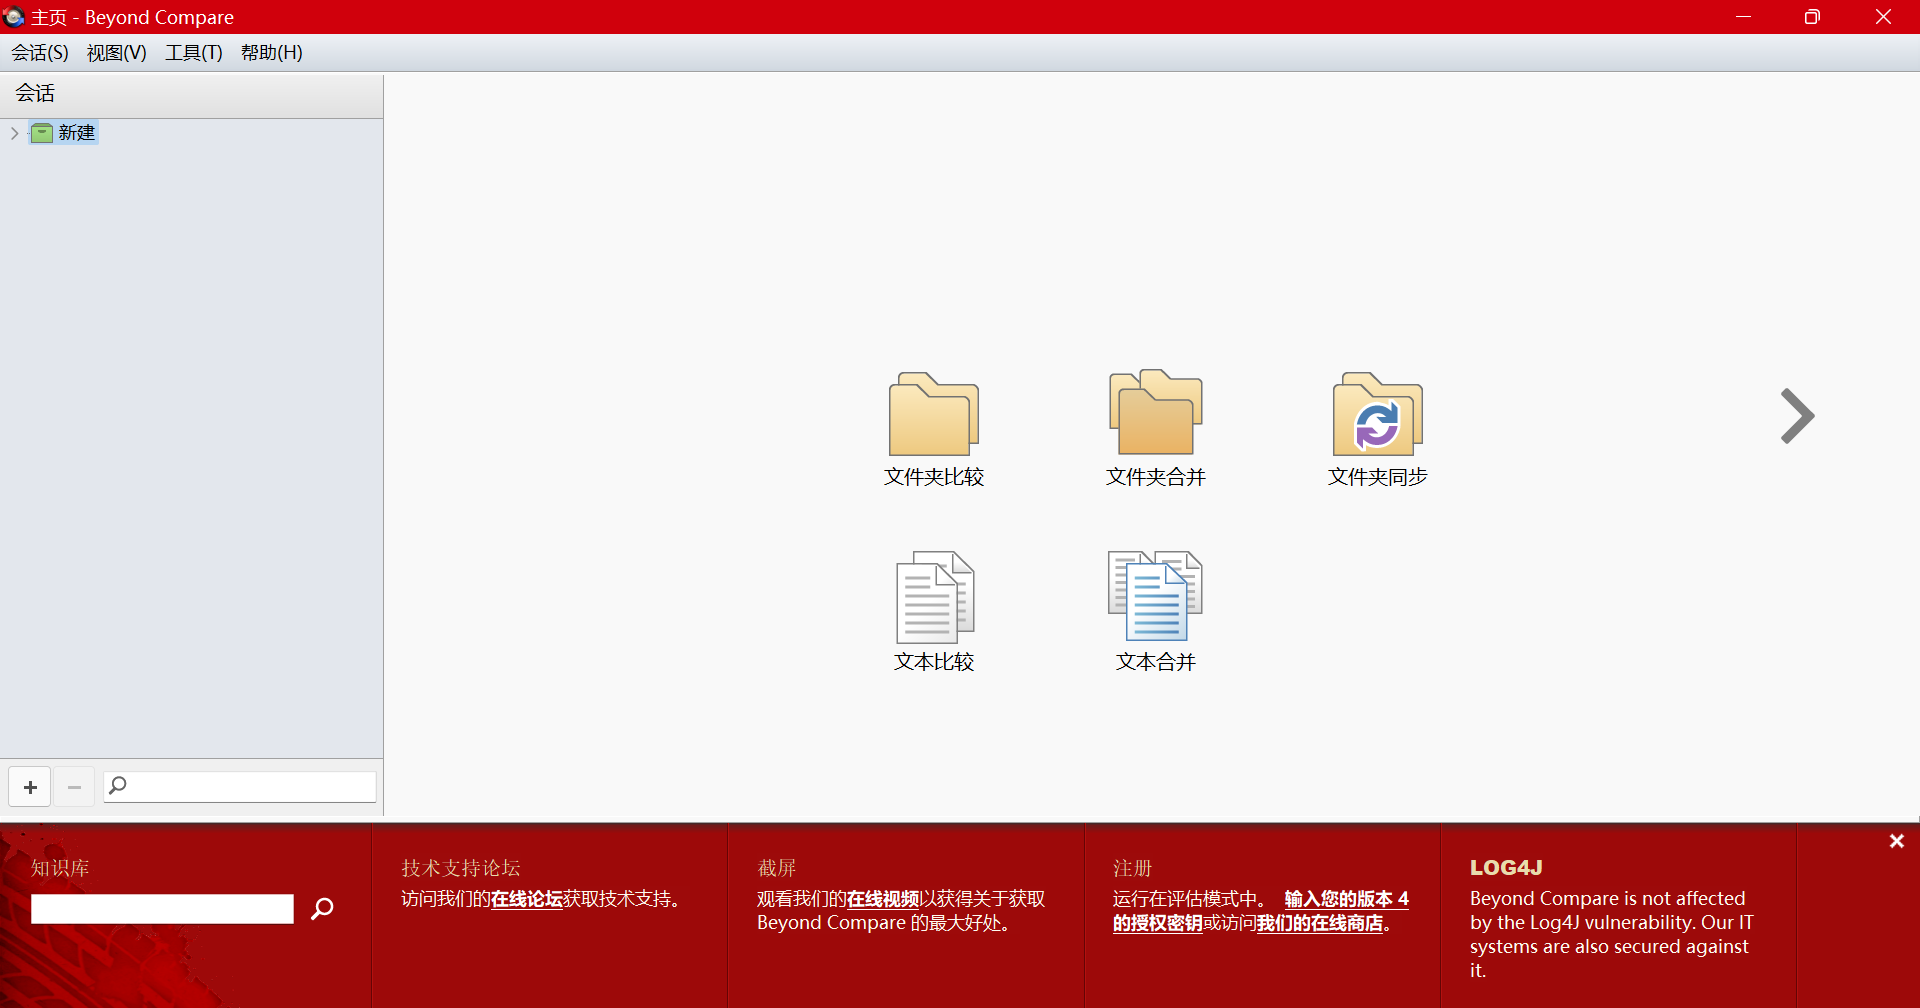 主页 - Beyond Compare
会话(S) 视图(V) 工具(T) 帮助(H)
会话
新建
文件夹比较
文件夹合并
文件夹同步
文本比较
文本合并
知识库
技术支持论坛
访问我们的在线论坛获取技术支持。
截屏
观看我们的在线视频以获得关于获取
Beyond Compare 的最大好处。
注册
运行在评估模式中。 输入您的版本 4
的授权密钥或访问我们的在线商店。
LOG4J
Beyond Compare is not affected
by the Log4J vulnerability. Our IT
systems are also secured against
it.